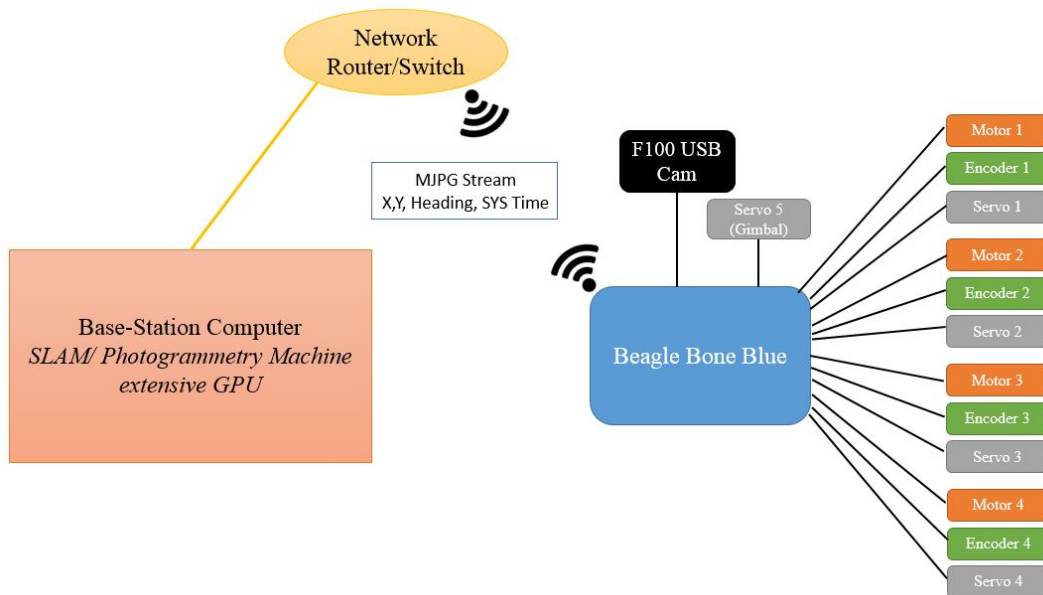 Network
Router/Switch
MJPG Stream
X,Y, Heading, SYS Time
F100 USB
Cam
Servo 5
(Gimbal)
Base-Station Computer
SLAM/ Photogrammetry Machine
extensive GPU
Beagle Bone Blue
Motor 1
Encoder 1
Servo 1
Motor 2
Encoder 2
Servo 2
Motor 3
Encoder 3
Servo 3
Motor 4
Encoder 4
Servo 4